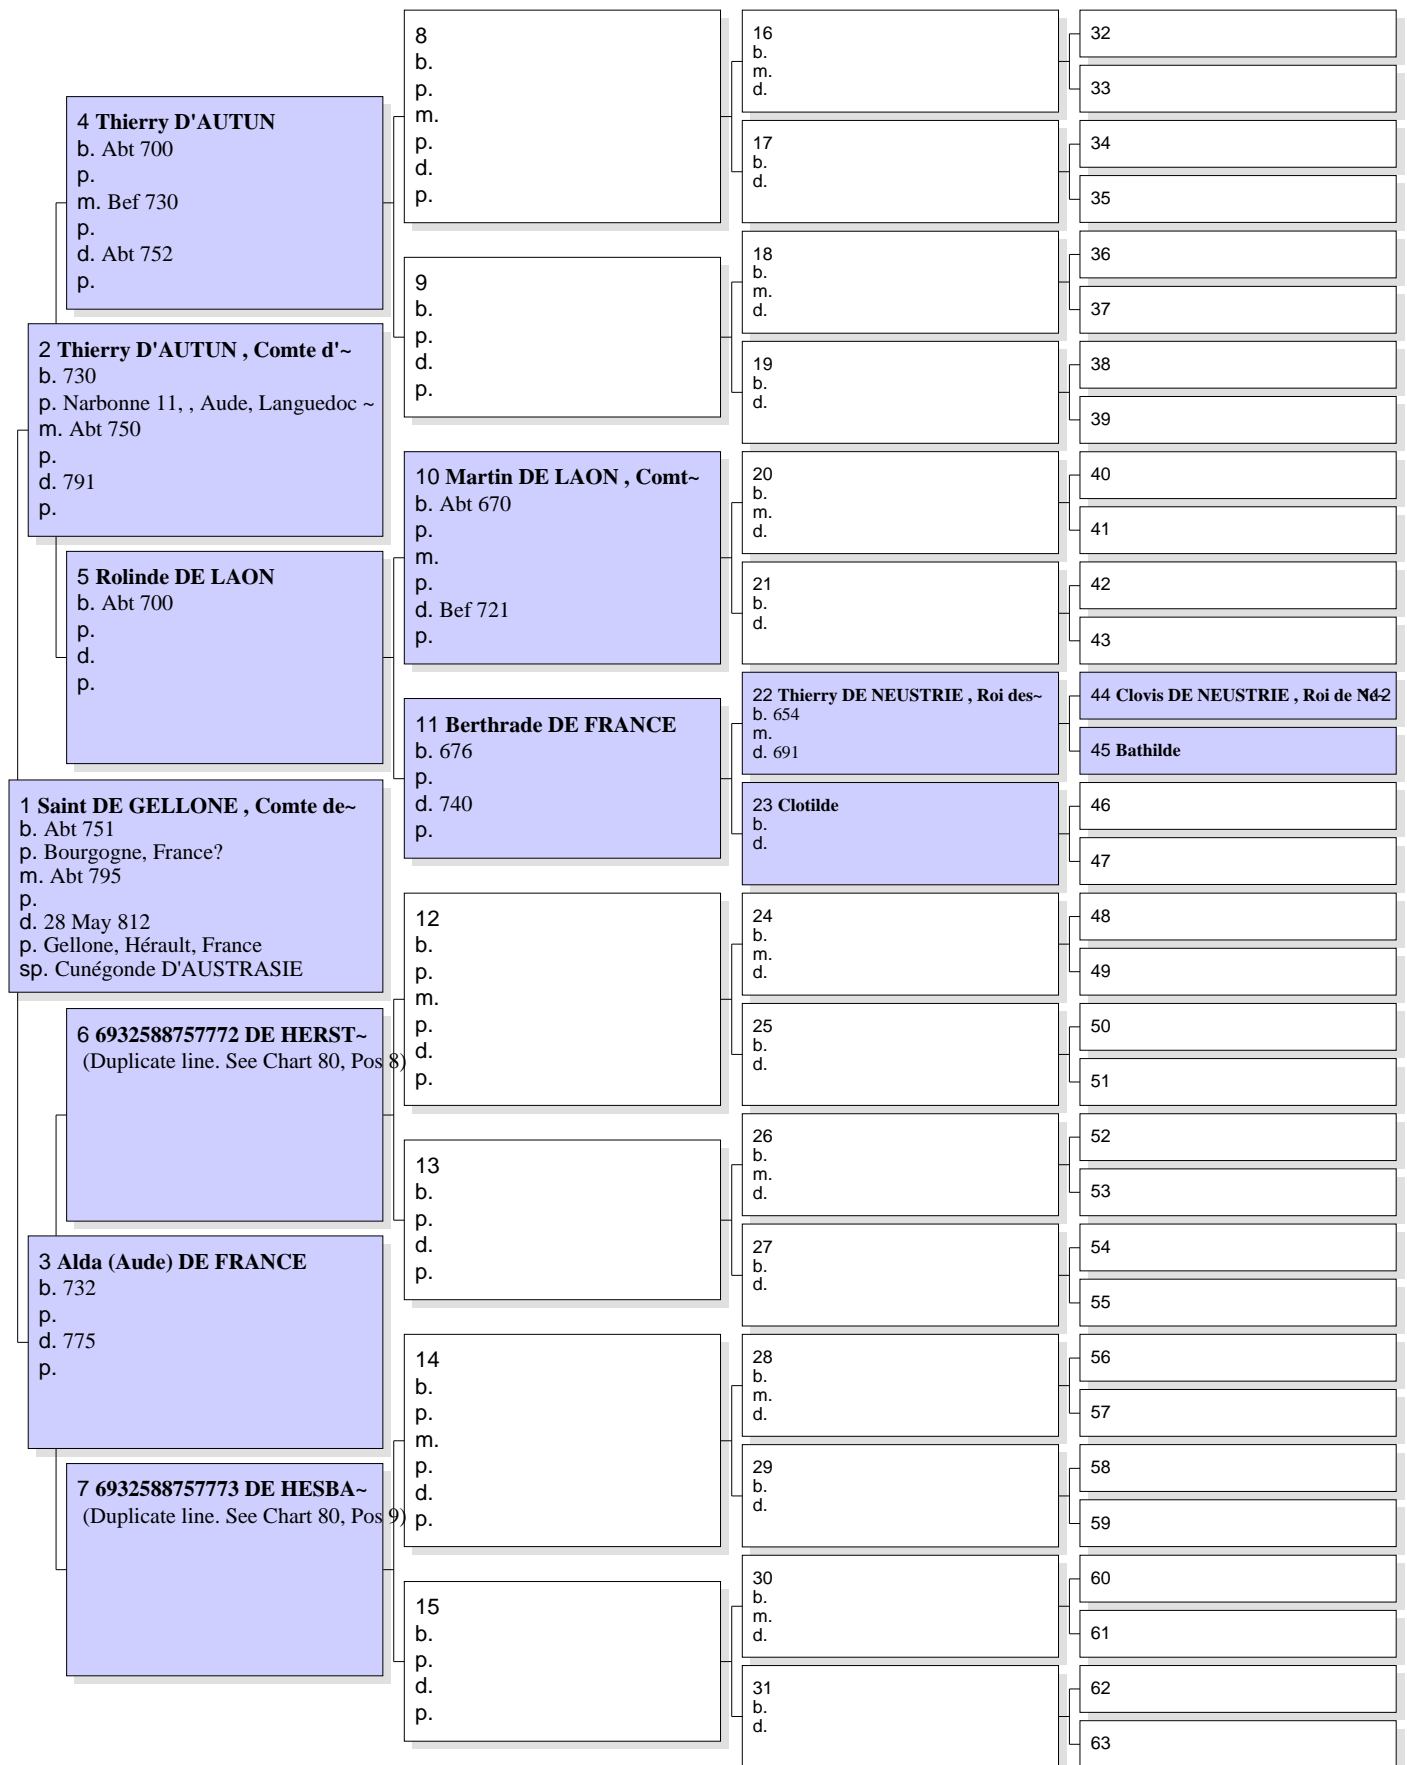 1 Saint DE GELLONE , Comte de~
b. Abt 751
p. Bourgogne, France?
m. Abt 795
p.
d. 28 May 812
p. Gellone, Hérault, France
sp. Cunégonde D'AUSTRASIE
2 Thierry D'AUTUN , Comte d'~
b. 730
p. Narbonne 11, , Aude, Languedoc ~
m. Abt 750
p.
d. 791
p.
3 Alda (Aude) DE FRANCE
b. 732
p.
d. 775
p.
4 Thierry D'AUTUN
b. Abt 700
p.
m. Bef 730
p.
d. Abt 752
p.
5 Rolinde DE LAON
b. Abt 700
p.
d.
p.
6 6932588757772 DE HERST~
(Duplicate line. See Chart 80, Pos 8)
7 6932588757773 DE HESBA~
(Duplicate line. See Chart 80, Pos 9)
8
b.
p.
m.
p.
d.
p.
9
b.
p.
d.
p.
10 Martin DE LAON , Comt~
b. Abt 670
p.
m.
p.
d. Bef 721
p.
11 Berthrade DE FRANCE
b. 676
p.
d. 740
p.
12
b.
p.
m.
p.
d.
p.
13
b.
p.
d.
p.
14
b.
p.
m.
p.
d.
p.
15
b.
p.
d.
p.
16
b.
m.
d.
17
b.
d.
18
b.
m.
d.
19
b.
d.
20
b.
m.
d.
21
b.
d.
22 Thierry DE NEUSTRIE , Roi des~
b. 654
m.
d. 691
23 Clotilde
b.
d.
24
b.
m.
d.
25
b.
d.
26
b.
m.
d.
27
b.
d.
28
b.
m.
d.
29
b.
d.
30
b.
m.
d.
31
b.
d.
32
33
34
35
36
37
38
39
40
41
42
43
44 Clovis DE NEUSTRIE , Roi de
45 Bathilde
46
47
48
49
50
51
52
53
54
55
56
57
58
59
60
61
62
63